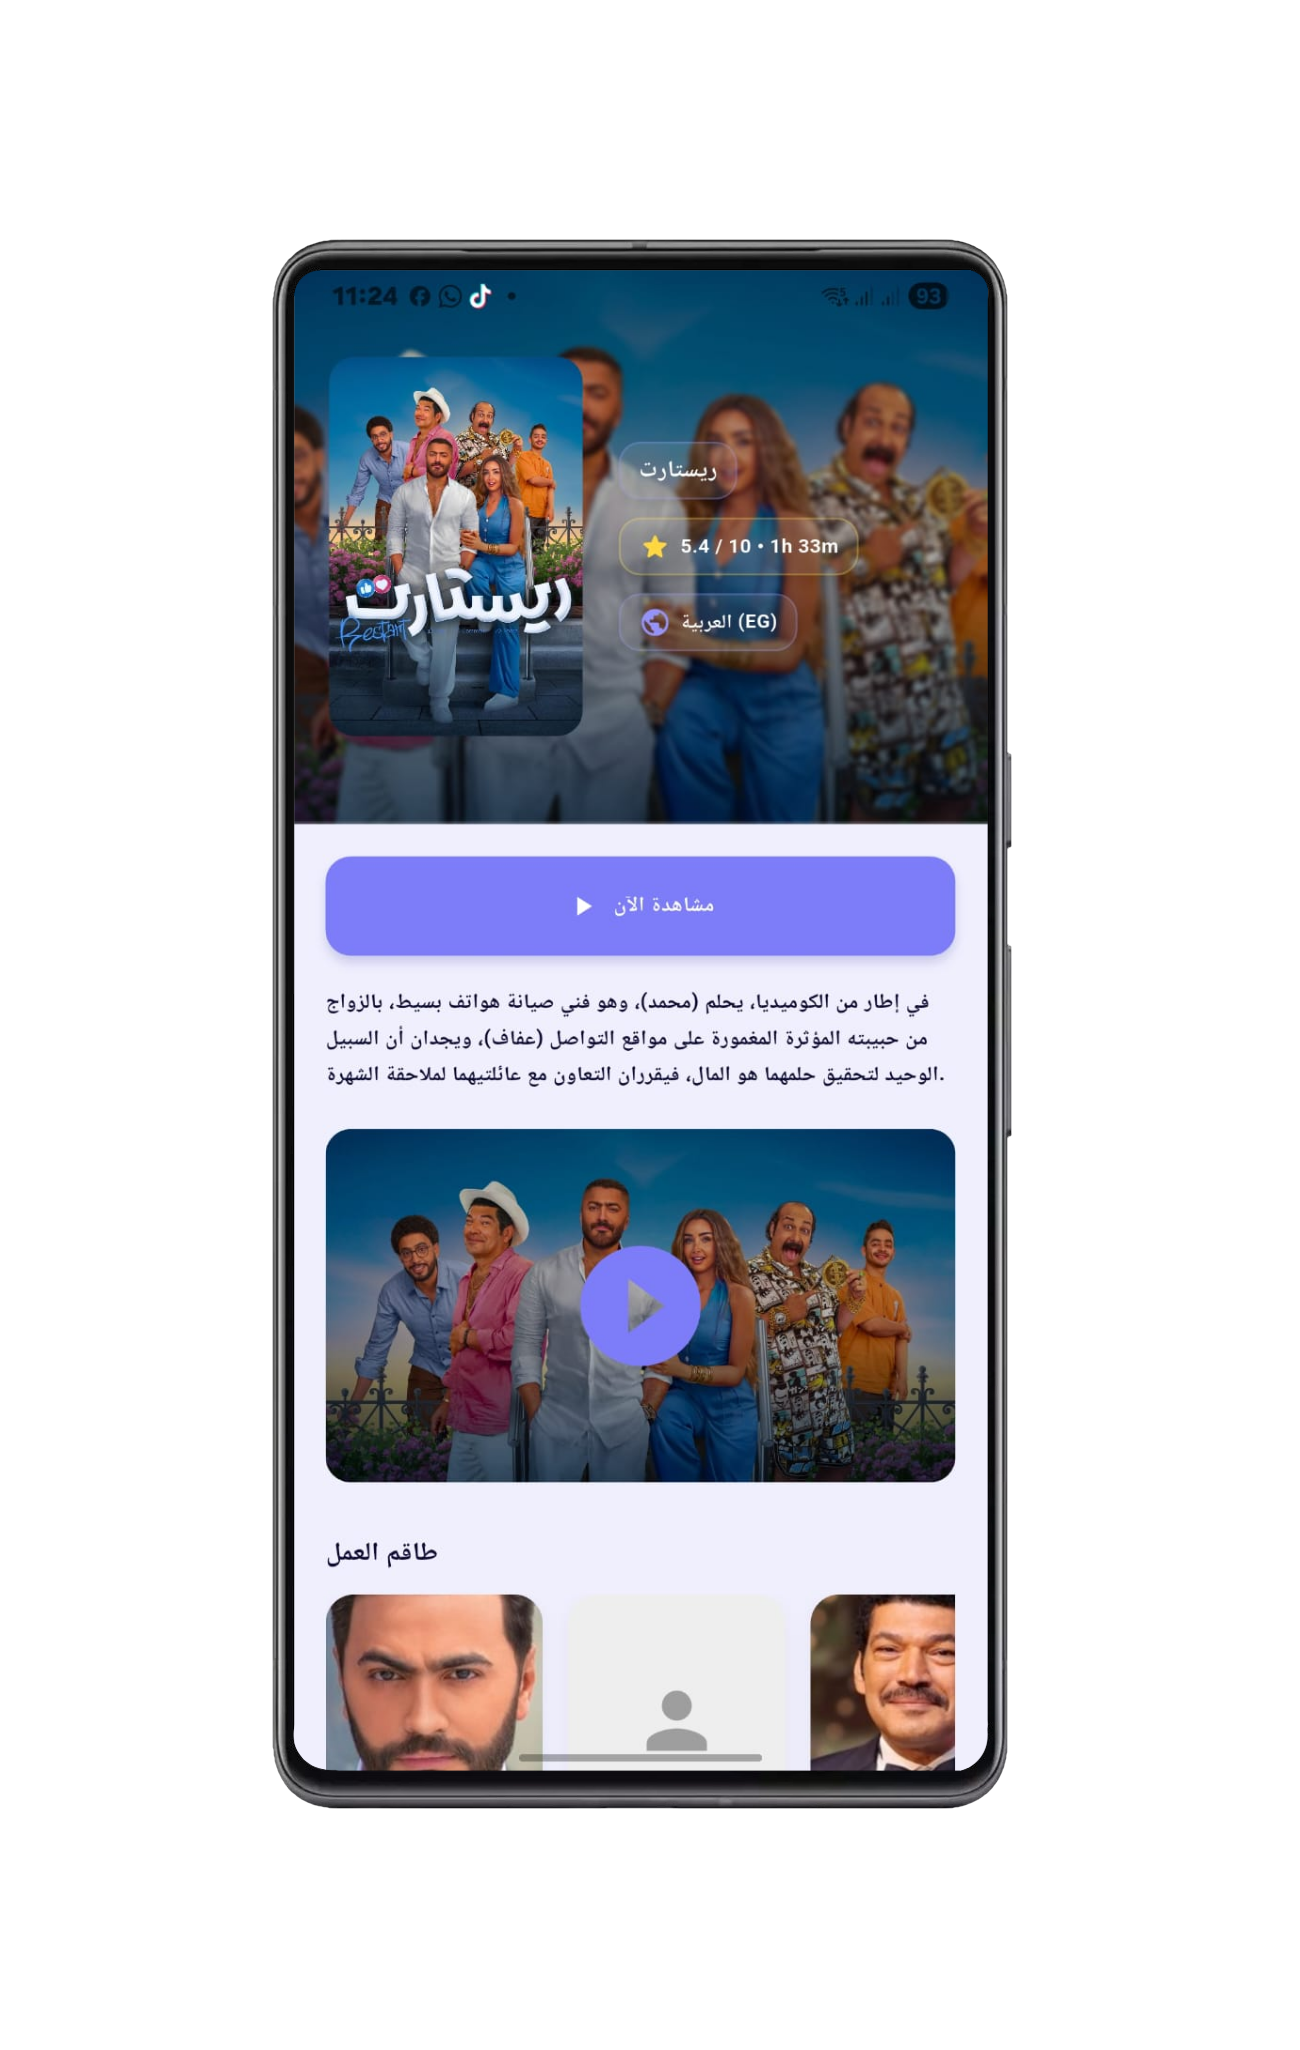 11:24
93
ريستارت
Restart
ريستارت
5.4 / 10 • 1h 33m
العربية (EG)
مشاهدة الآن
في إطار من الكوميديا، يحلم (محمد)، وهو فني صيانة هواتف بسيط، بالزواج
من حبيبته المؤثرة المغمورة على مواقع التواصل (عفاف)، ويجدان أن السبيل
الوحيد لتحقيق حلمهما هو المال، فيقرران التعاون مع عائلتيهما لملاحقة الشهرة.
طاقم العمل